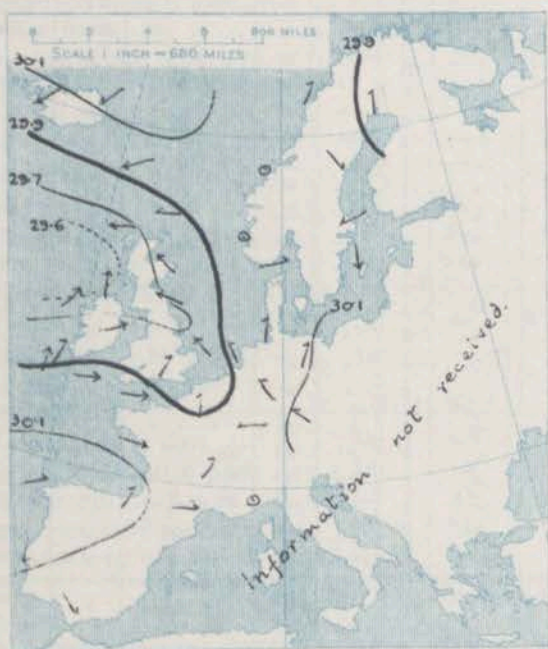 0 2 4 6 800 MILES
SCALE 1 INCH = 680 MILES
29·9
30·1
29·9
29·7
29·6
30·1
30·1
Information not received.